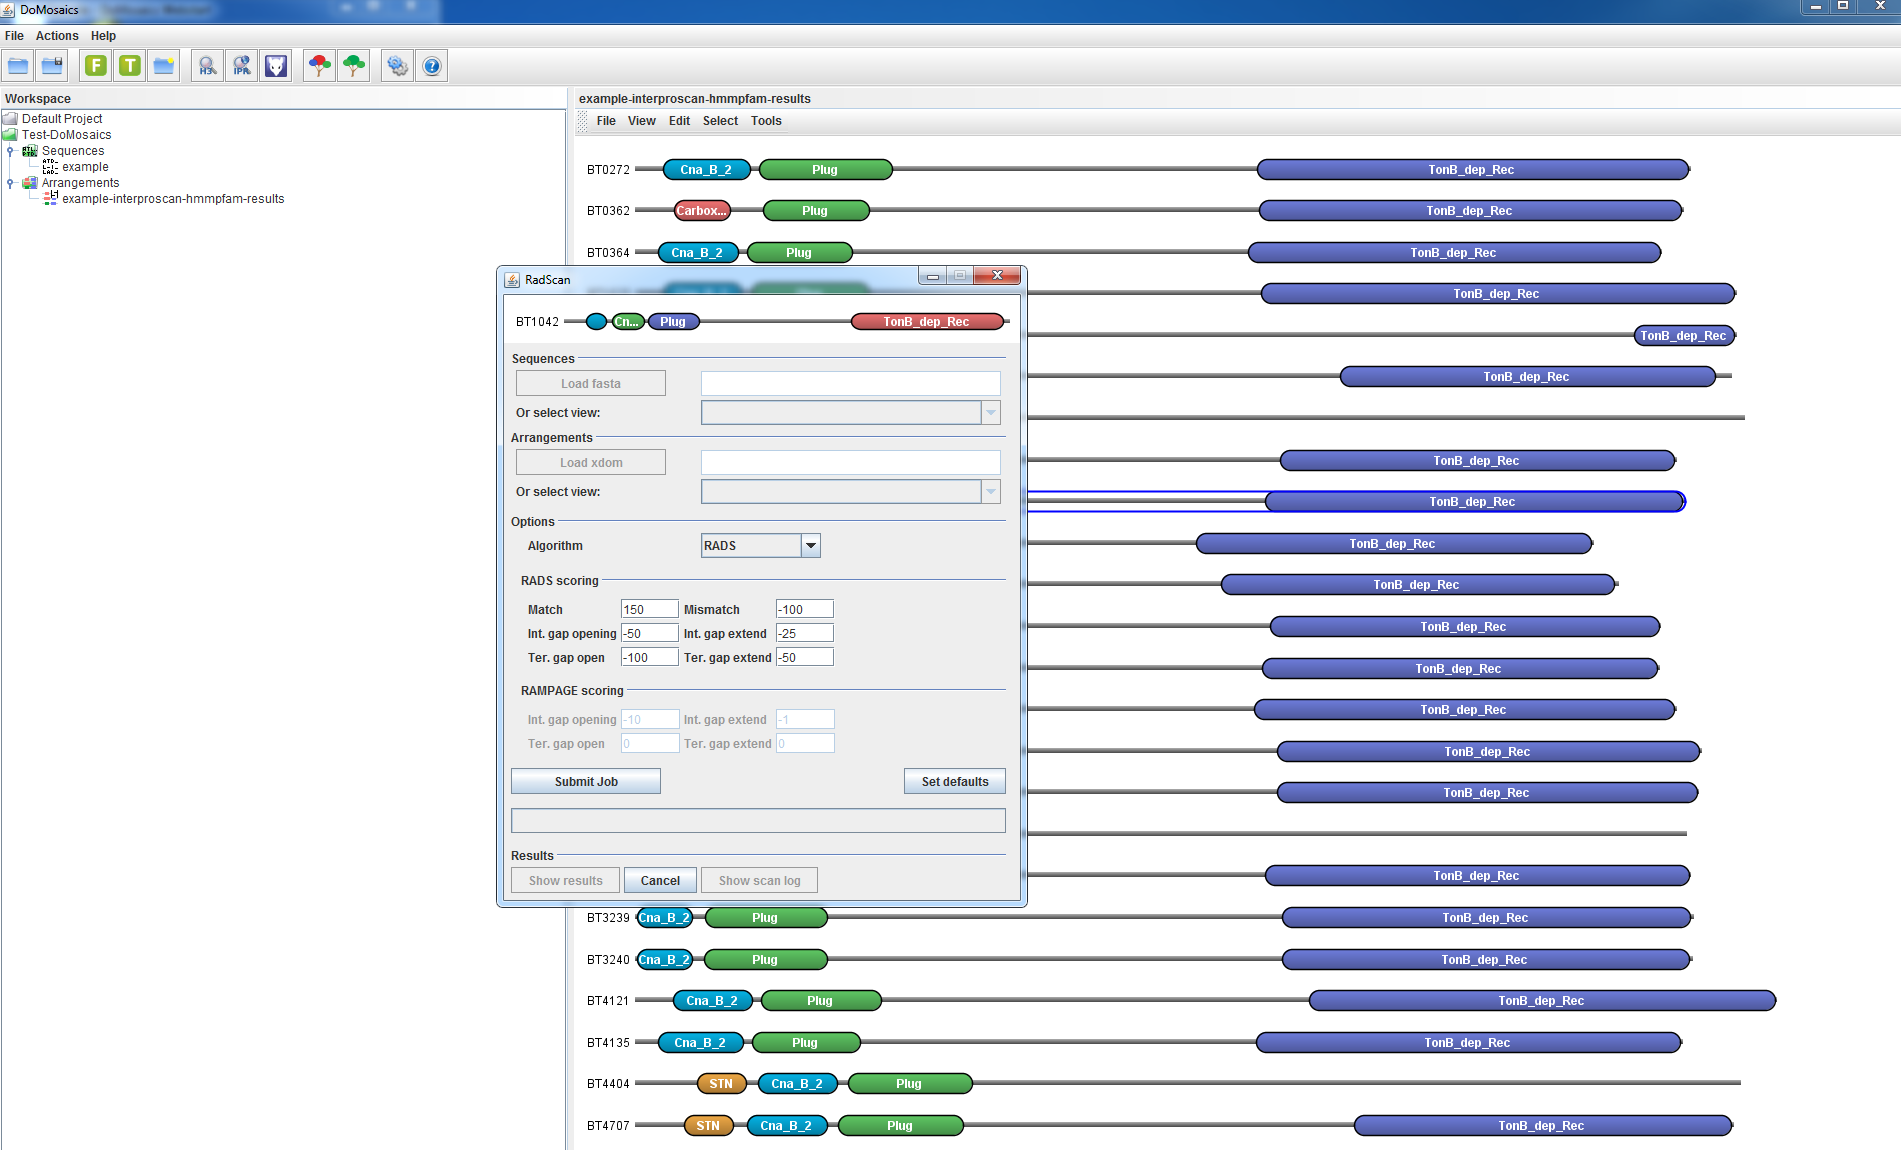 DoMosaics
File Actions Help
F T H3 IPR ?
Workspace
Default Project
Test-DoMosaics
Sequences
example
Arrangements
example-interproscan-hmmpfam-results
example-interproscan-hmmpfam-results
File View Edit Select Tools
BT0272 Cna_B_2 Plug TonB_dep_Rec
BT0362 Carbox... Plug TonB_dep_Rec
BT0364 Cna_B_2 Plug TonB_dep_Rec
TonB_dep_Rec
TonB_dep_Rec
TonB_dep_Rec
TonB_dep_Rec
TonB_dep_Rec
TonB_dep_Rec
TonB_dep_Rec
TonB_dep_Rec
TonB_dep_Rec
TonB_dep_Rec
TonB_dep_Rec
TonB_dep_Rec
TonB_dep_Rec
RadScan
BT1042 Cn... Plug TonB_dep_Rec
Sequences
Load fasta
Or select view:
Arrangements
Load xdom
Or select view:
Options
Algorithm RADS
RADS scoring
Match 150 Mismatch -100
Int. gap opening -50 Int. gap extend -25
Ter. gap open -100 Ter. gap extend -50
RAMPAGE scoring
Int. gap opening -10 Int. gap extend -1
Ter. gap open 0 Ter. gap extend 0
Submit Job Set defaults
Results
Show results Cancel Show scan log
BT3239 Cna_B_2 Plug TonB_dep_Rec
BT3240 Cna_B_2 Plug TonB_dep_Rec
BT4121 Cna_B_2 Plug TonB_dep_Rec
BT4135 Cna_B_2 Plug TonB_dep_Rec
BT4404 STN Cna_B_2 Plug
BT4707 STN Cna_B_2 Plug TonB_dep_Rec